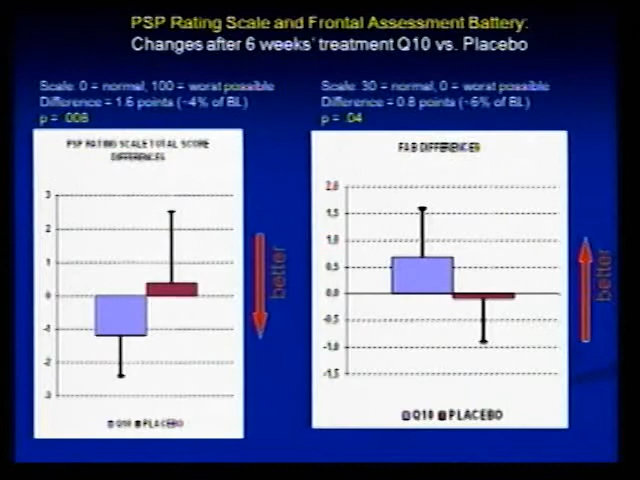 PSP Rating Scale and Frontal Assessment Battery:
Changes after 6 weeks' treatment Q10 vs. Placebo
Scale: 0 = normal, 100 = worst possible
Difference = 1.6 points (~4% of BL)
p = .008
Scale: 30 = normal, 0 = worst possible
Difference = 0.8 points (~6% of BL)
p = .04
PSP RATING SCALE TOTAL SCORE
DIFFERENCES
3
2
1
0
-1
-2
-3
Q10 PLACEBO
better
FAB DIFFERENCES
2.0
1.5
1.0
0.5
0.0
-0.5
-1.0
-1.5
Q10 PLACEBO
better